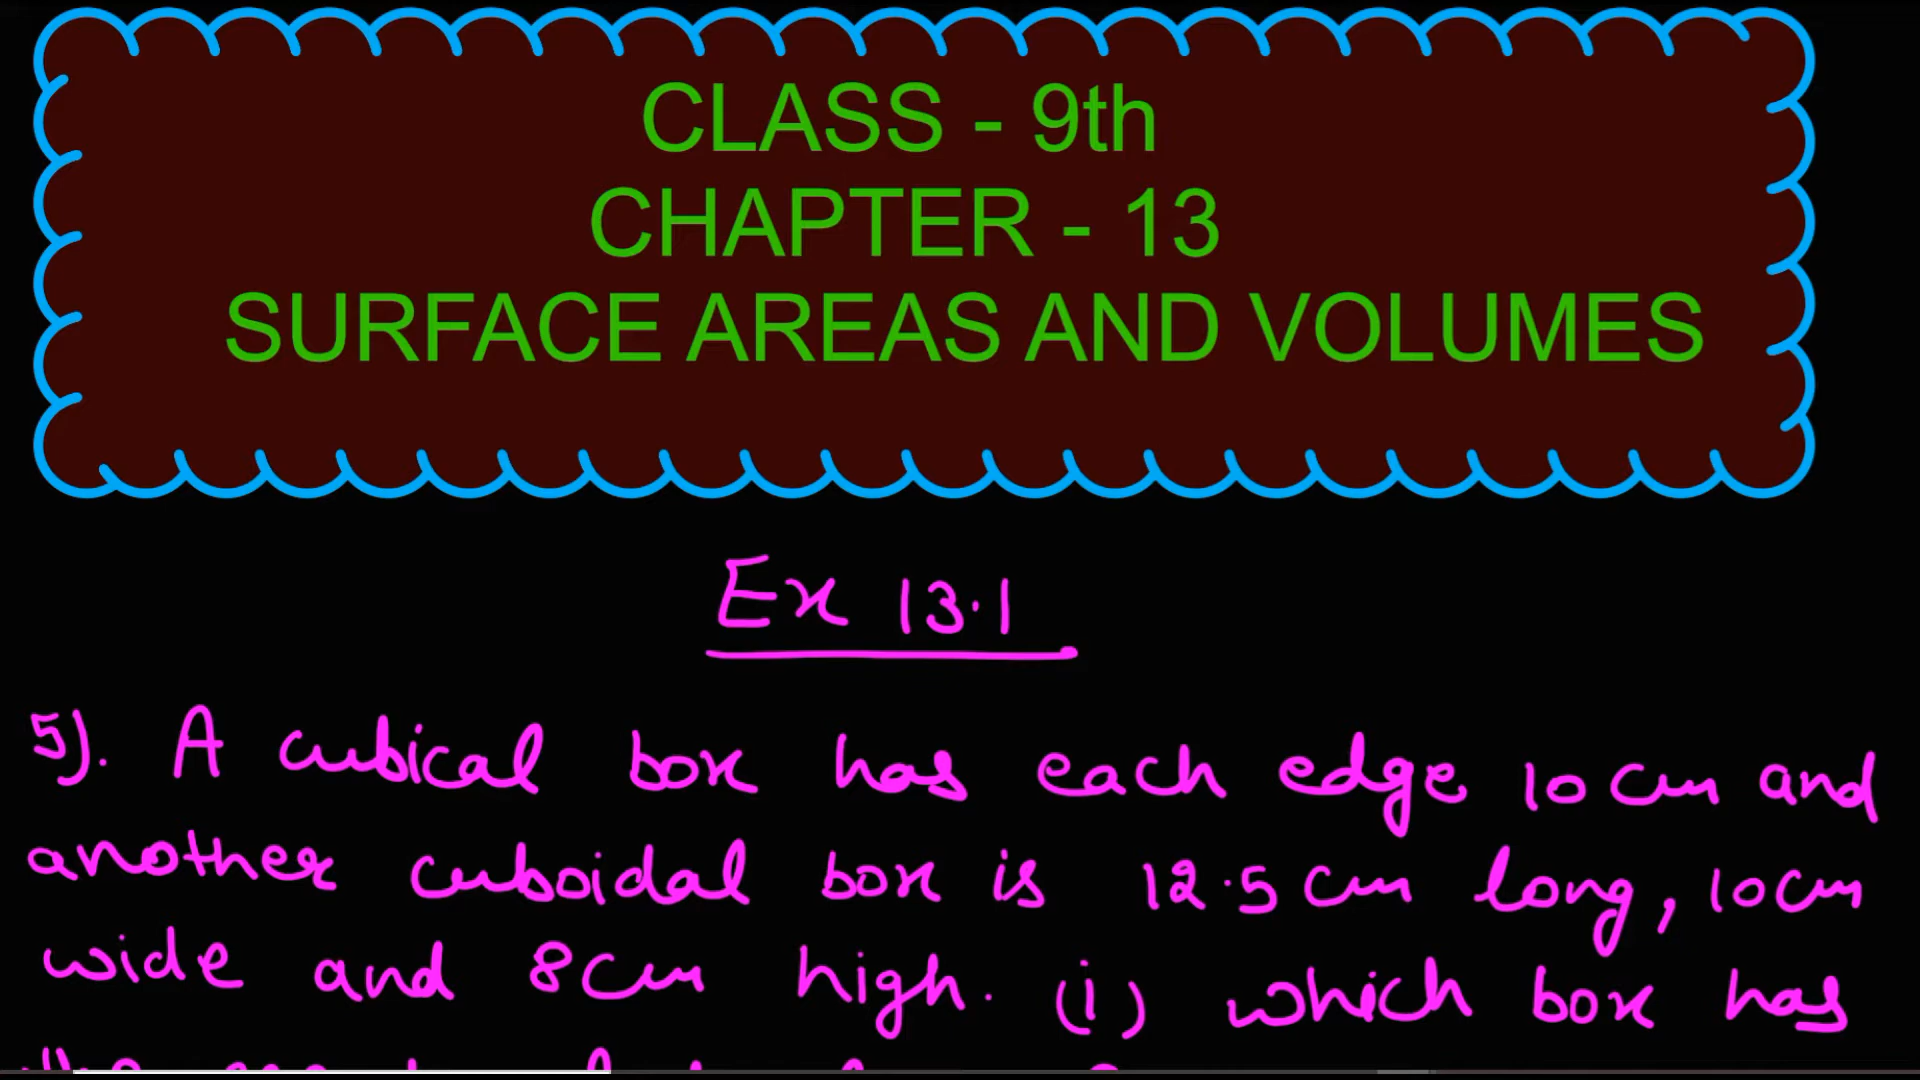 CLASS - 9th
CHAPTER - 13
SURFACE AREAS AND VOLUMES
Ex 13.1
5). A cubical box has each edge 10 cm and
another cuboidal box is 12.5 cm long, 10 cm
wide and 8 cm high. (i) which box has